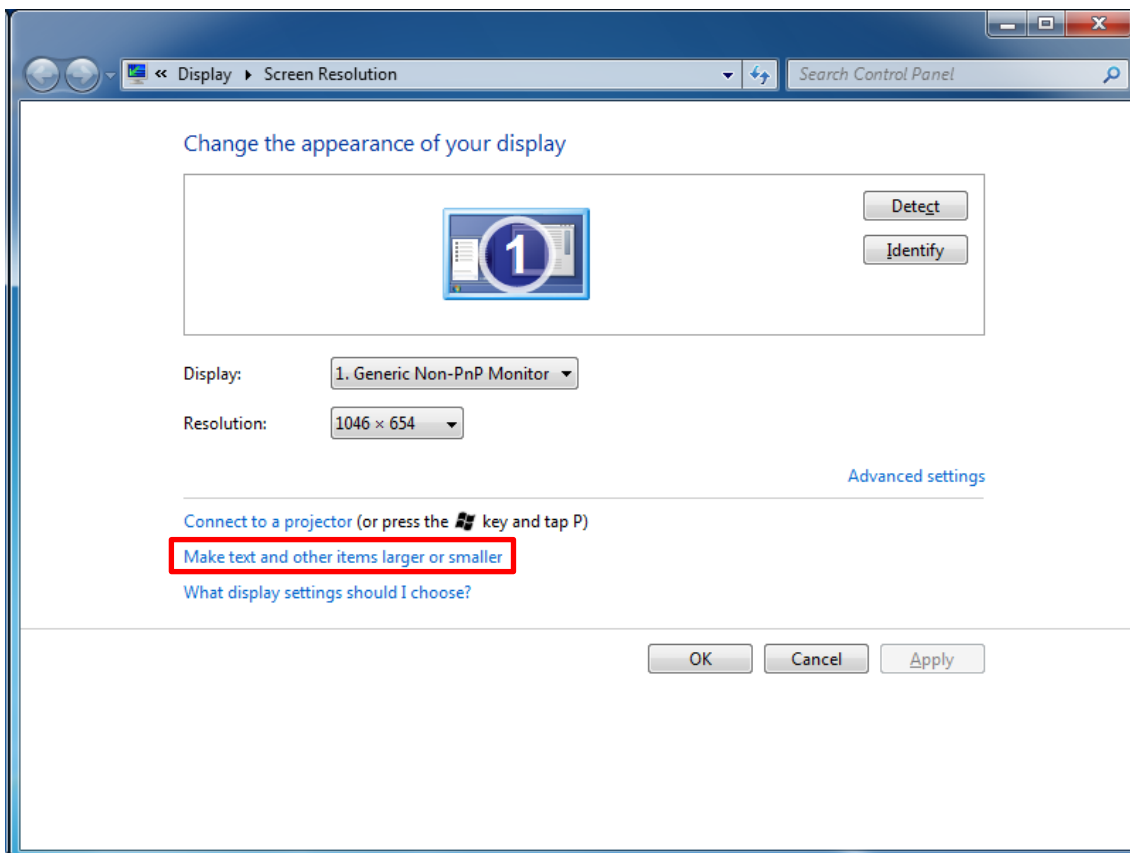 « Display ▸ Screen Resolution
Search Control Panel
Change the appearance of your display
1
Detect
Identify
Display:
1. Generic Non-PnP Monitor
Resolution:
1046 × 654
Advanced settings
Connect to a projector (or press the key and tap P)
Make text and other items larger or smaller
What display settings should I choose?
OK
Cancel
Apply